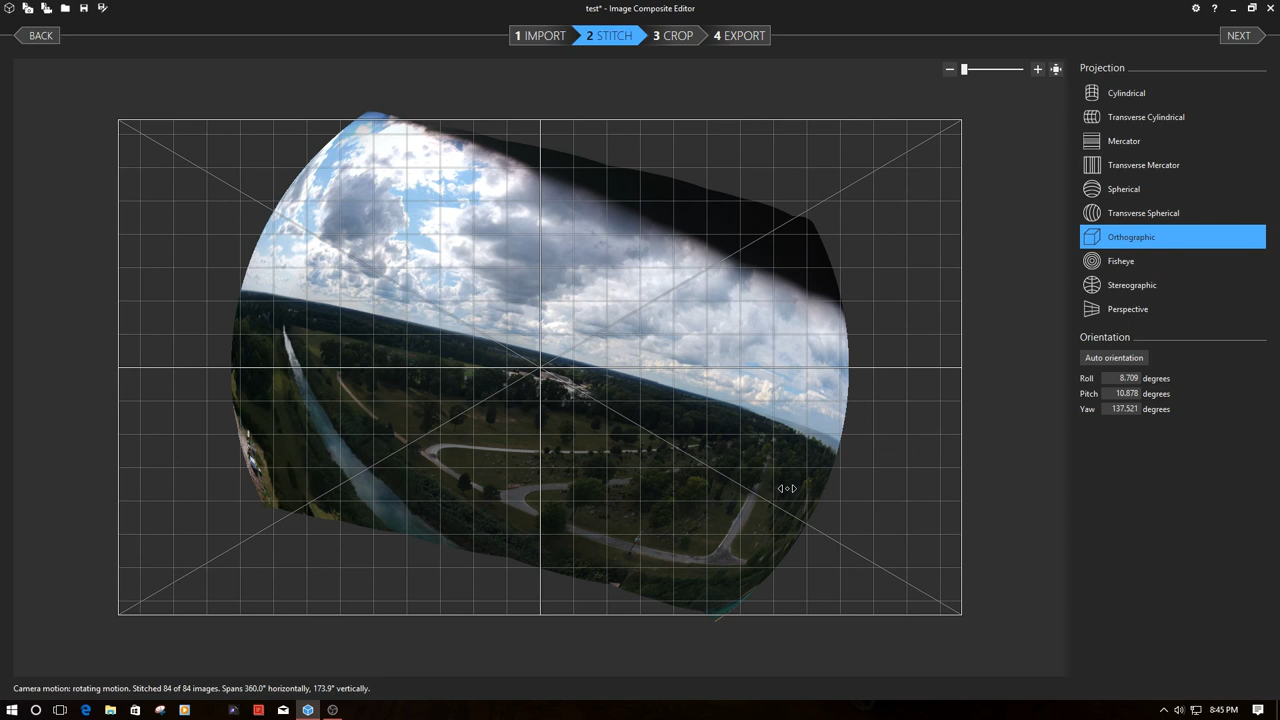 test* - Image Composite Editor
BACK
1 IMPORT
2 STITCH
3 CROP
4 EXPORT
NEXT
Projection
Cylindrical
Transverse Cylindrical
Mercator
Transverse Mercator
Spherical
Transverse Spherical
Orthographic
Fisheye
Stereographic
Perspective
Orientation
Auto orientation
Roll 8.709 degrees
Pitch 10.878 degrees
Yaw 137.521 degrees
Camera motion: rotating motion. Stitched 84 of 84 images. Spans 360.0° horizontally, 173.9° vertically.
8:45 PM